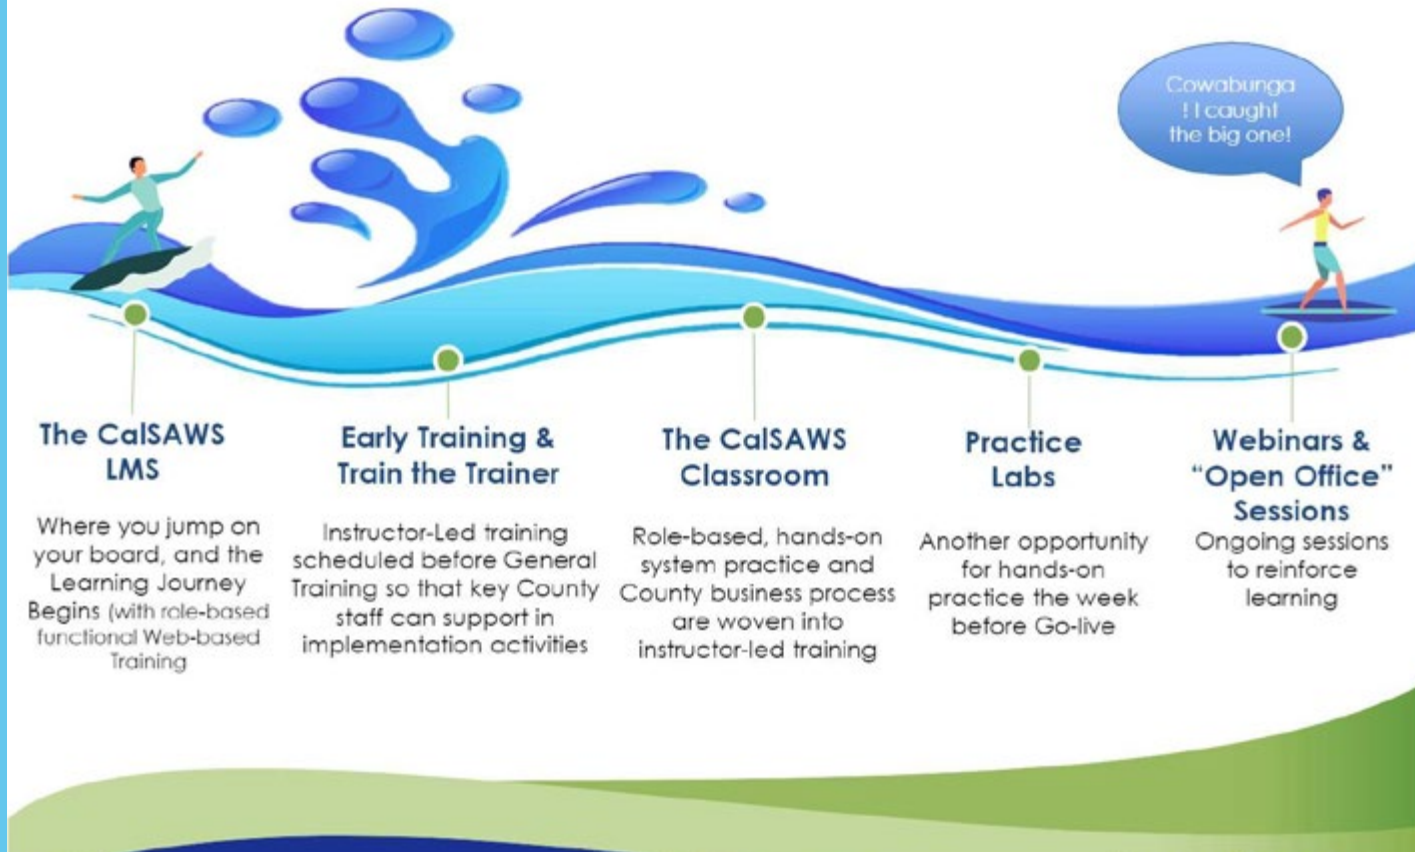 Cowabunga
! I caught
the big one!
The CalSAWS
LMS
Where you jump on
your board, and the
Learning Journey
Begins (with role-based
functional Web-based
Training
Early Training &
Train the Trainer
Instructor-Led training
scheduled before General
Training so that key County
staff can support in
implementation activities
The CalSAWS
Classroom
Role-based, hands-on
system practice and
County business process
are woven into
instructor-led training
Practice
Labs
Another opportunity
for hands-on
practice the week
before Go-live
Webinars &
“Open Office”
Sessions
Ongoing sessions
to reinforce
learning